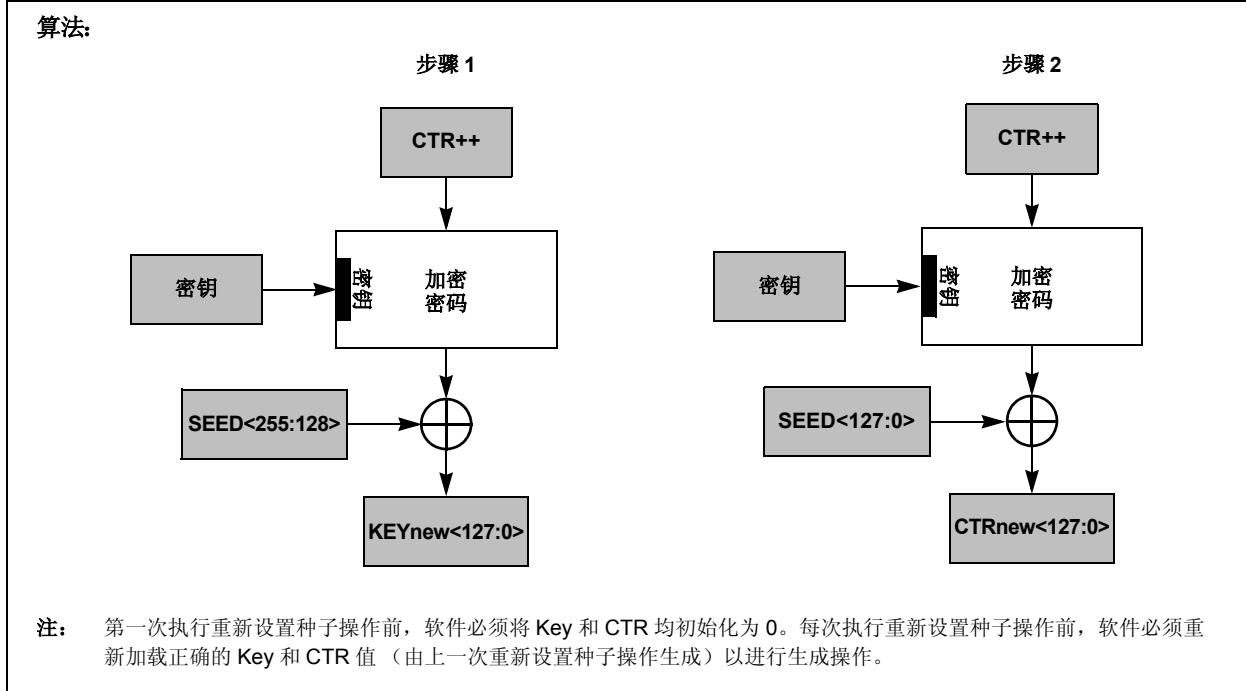 算法:
步骤 1
步骤 2
CTR++
CTR++
密钥
密钥
加密
密码
密钥
密钥
加密
密码
SEED<255:128>
SEED<127:0>
KEYnew<127:0>
CTRnew<127:0>
注： 第一次执行重新设置种子操作前，软件必须将 Key 和 CTR 均初始化为 0。每次执行重新设置种子操作前，软件必须重
新加载正确的 Key 和 CTR 值 （由上一次重新设置种子操作生成）以进行生成操作。